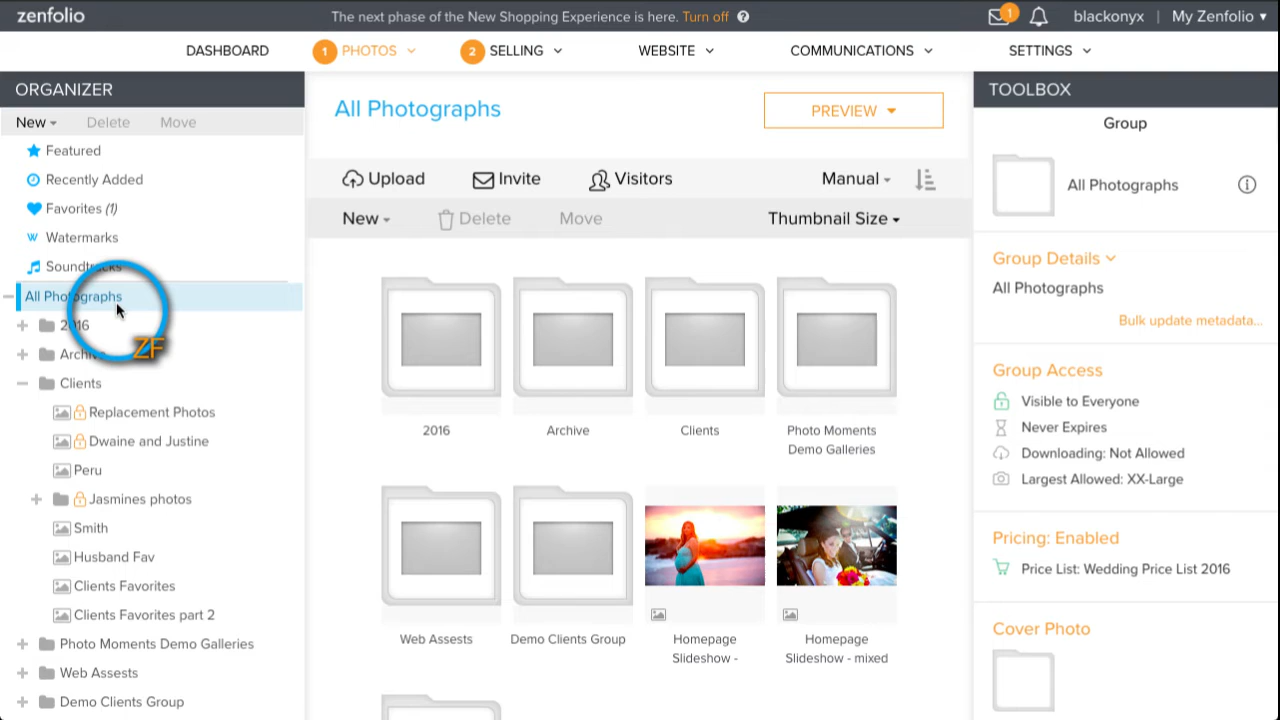 zenfolio
The next phase of the New Shopping Experience is here. Turn off ?
1
blackonyx | My Zenfolio
DASHBOARD
1 PHOTOS
2 SELLING
WEBSITE
COMMUNICATIONS
SETTINGS
ORGANIZER
New Delete Move
Featured
Recently Added
Favorites (1)
W Watermarks
Soundtracks
All Photographs
2016
Archive
Clients
Replacement Photos
Dwaine and Justine
Peru
Jasmines photos
Smith
Husband Fav
Clients Favorites
Clients Favorites part 2
Photo Moments Demo Galleries
Web Assests
Demo Clients Group
ZF
All Photographs
PREVIEW
Upload Invite Visitors Manual
New Delete Move Thumbnail Size
2016
Archive
Clients
Photo Moments
Demo Galleries
Web Assests
Demo Clients Group
Homepage
Slideshow -
Homepage
Slideshow - mixed
TOOLBOX
Group
All Photographs
Group Details
All Photographs
Bulk update metadata...
Group Access
Visible to Everyone
Never Expires
Downloading: Not Allowed
Largest Allowed: XX-Large
Pricing: Enabled
Price List: Wedding Price List 2016
Cover Photo